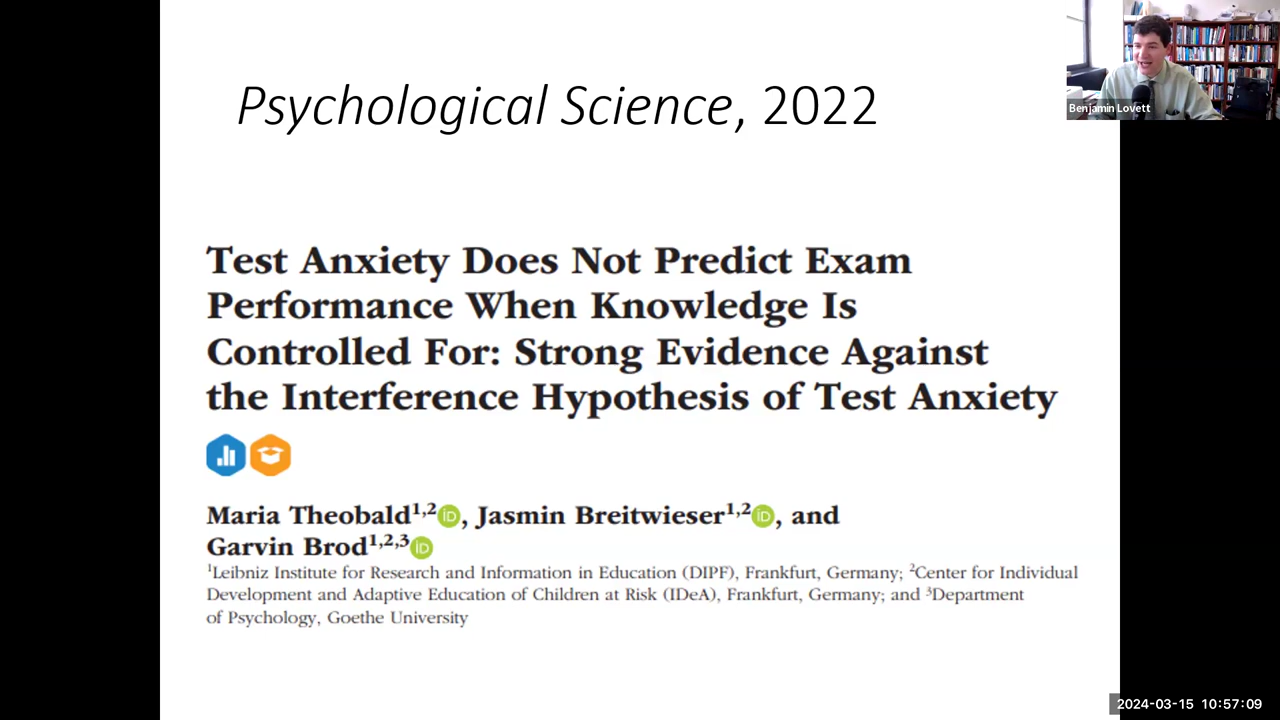 Psychological Science, 2022
Benjamin Lovett
Test Anxiety Does Not Predict Exam
Performance When Knowledge Is
Controlled For: Strong Evidence Against
the Interference Hypothesis of Test Anxiety
Maria Theobald1,2 iD, Jasmin Breitwieser1,2 iD, and
Garvin Brod1,2,3 iD
1Leibniz Institute for Research and Information in Education (DIPF), Frankfurt, Germany; 2Center for Individual
Development and Adaptive Education of Children at Risk (IDeA), Frankfurt, Germany; and 3Department
of Psychology, Goethe University
2024-03-15 10:57:09